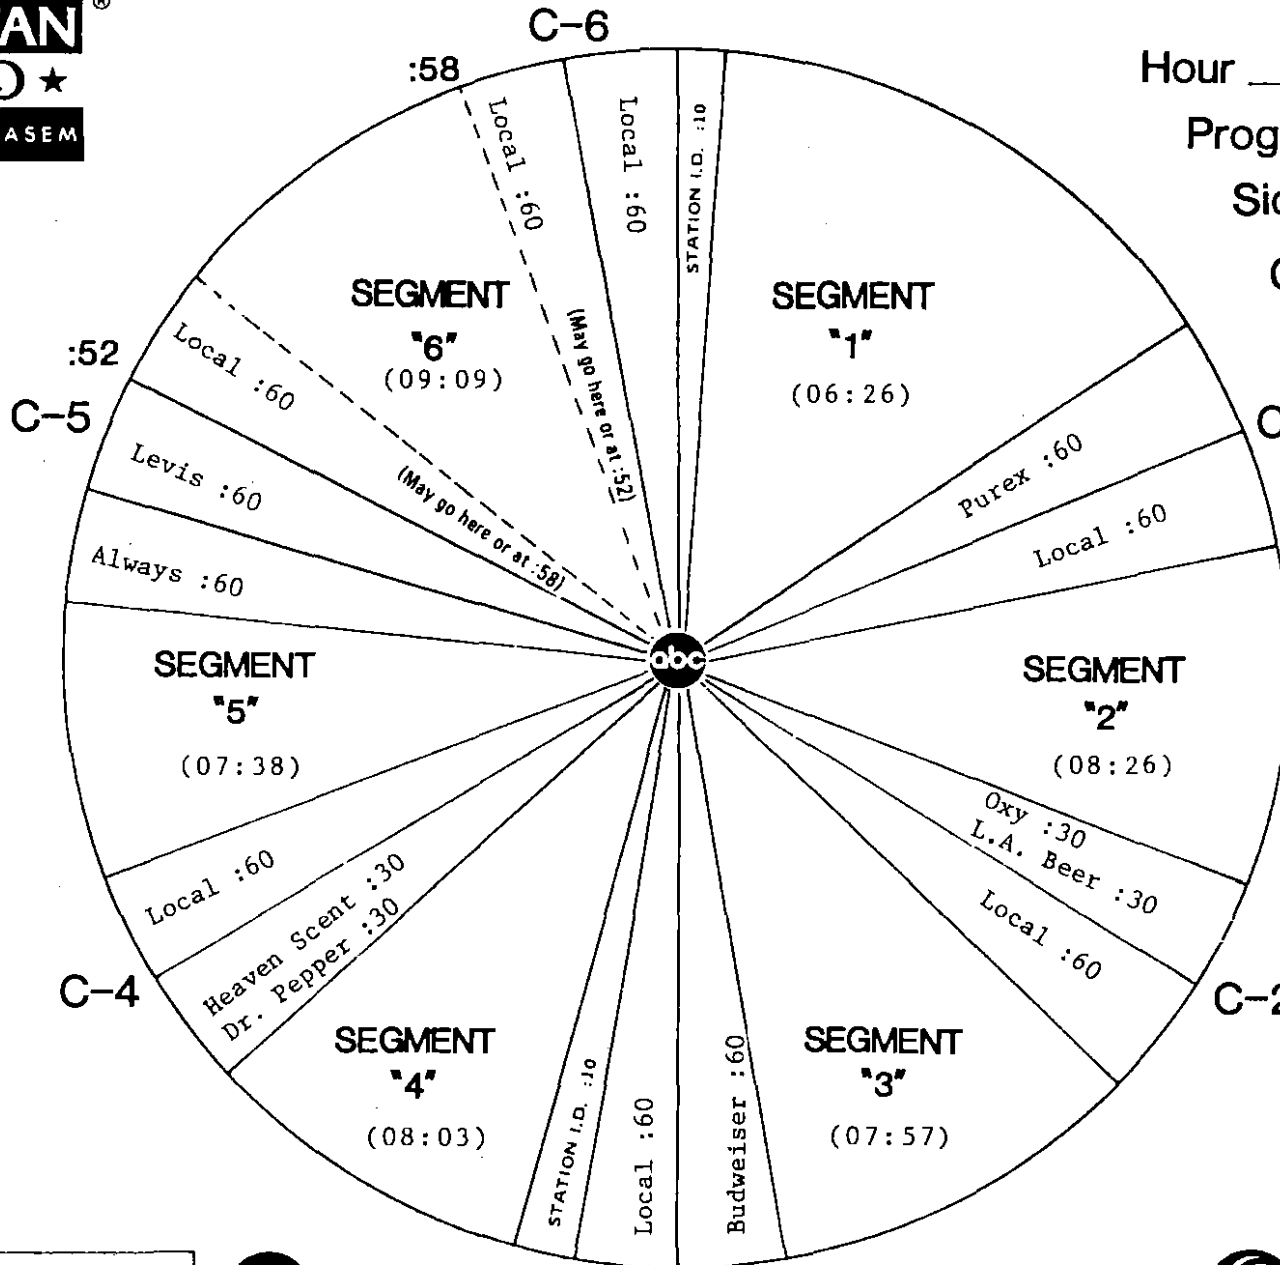 AN®
ASEM
C-6
:58
Hour
:52
C-5
C-4
STATION I.D. :10
SEGMENT
"1"
(06:26)
Purex :60
Local :60
SEGMENT
"2"
(08:26)
Oxy :30
L.A. Beer :30
Local :60
C-2
SEGMENT
"3"
(07:57)
Budweiser :60
Local :60
STATION I.D. :10
SEGMENT
"4"
(08:03)
Heaven Scent :30
Dr. Pepper :30
Local :60
SEGMENT
"5"
(07:38)
Always :60
Levis :60
Local :60
(May go here or at :58)
SEGMENT
"6"
(09:09)
Local :60
(May go here or at :52)
Local :60
abc
Prog